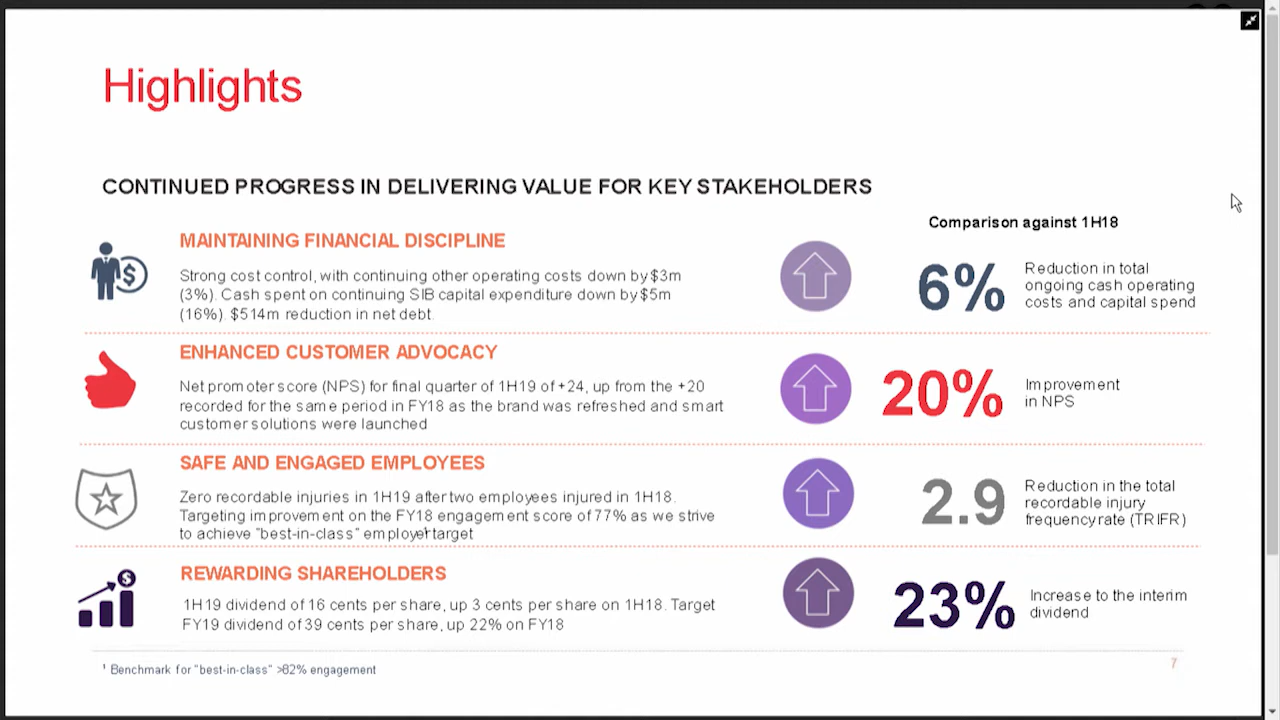 Highlights
CONTINUED PROGRESS IN DELIVERING VALUE FOR KEY STAKEHOLDERS
Comparison against 1H18
MAINTAINING FINANCIAL DISCIPLINE
Strong cost control, with continuing other operating costs down by $3m
(3%). Cash spent on continuing SIB capital expenditure down by $5m
(16%). $514m reduction in net debt.
6%
Reduction in total
ongoing cash operating
costs and capital spend
ENHANCED CUSTOMER ADVOCACY
Net promoter score (NPS) for final quarter of 1H19 of +24, up from the +20
recorded for the same period in FY18 as the brand was refreshed and smart
customer solutions were launched
20%
Improvement
in NPS
SAFE AND ENGAGED EMPLOYEES
Zero recordable injuries in 1H19 after two employees injured in 1H18.
Targeting improvement on the FY18 engagement score of 77% as we strive
to achieve "best-in-class" employer¹ target
2.9
Reduction in the total
recordable injury
frequency rate (TRIFR)
REWARDING SHAREHOLDERS
1H19 dividend of 16 cents per share, up 3 cents per share on 1H18. Target
FY19 dividend of 39 cents per share, up 22% on FY18
23%
Increase to the interim
dividend
¹ Benchmark for "best-in-class" >82% engagement
7